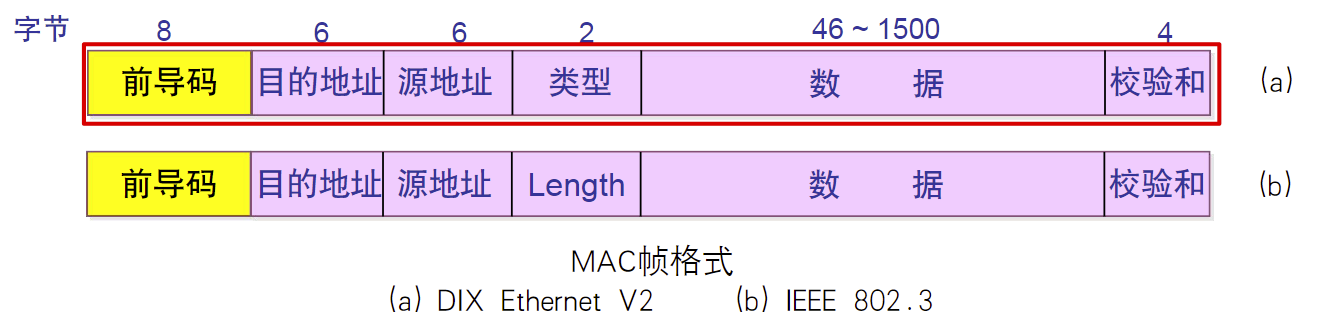 字节 8 6 6 2 46 ~ 1500 4
前导码 目的地址 源地址 类型 数 据 校验和 (a)
前导码 目的地址 源地址 Length 数 据 校验和 (b)
MAC帧格式
(a) DIX Ethernet V2 (b) IEEE 802.3